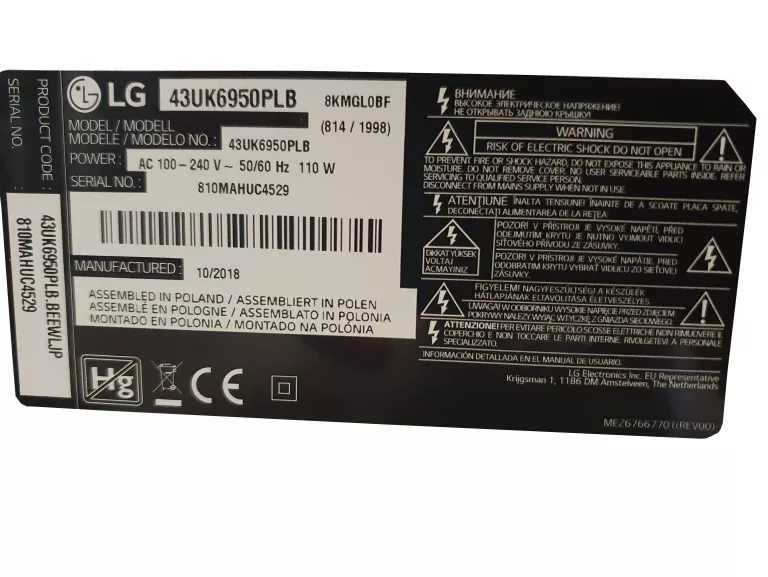 LG 43UK6950PLB 8KMGL0BF
(814 / 1998)
MODEL / MODELL
MODÈLE / MODELO NO.: 43UK6950PLB
POWER: AC 100-240 V ~ 50/60 Hz 110 W
SERIAL NO.: 810MAHUC4529
MANUFACTURED: 10/2018
ASSEMBLED IN POLAND / ASSEMBLIERT IN POLEN
ASSEMBLÉ EN POLOGNE / ASSEMBLATO IN POLONIA
MONTADO EN POLONIA / MONTADO NA POLÓNIA
Hg
CE
PRODUCT CODE: 43UK6950PLB.BEEWLJP
SERIAL NO. : 810MAHUC4529
ВНИМАНИЕ
ВЫСОКОЕ ЭЛЕКТРИЧЕСКОЕ НАПРЯЖЕНИЕ!
НЕ ОТКРЫВАТЬ ЗАДНЮЮ КРЫШКУ!
WARNING
RISK OF ELECTRIC SHOCK DO NOT OPEN
TO PREVENT FIRE OR SHOCK HAZARD, DO NOT EXPOSE THIS APPLIANCE TO RAIN OR
MOISTURE. DO NOT REMOVE COVER. NO USER SERVICEABLE PARTS INSIDE. REFER
SERVICING TO QUALIFIED SERVICE PERSON.
DISCONNECT FROM MAINS SUPPLY WHEN NOT IN USE.
ATENŢIUNE ÎNALTA TENSIUNE! ÎNAINTE DE A SCOATE PLACA SPATE,
DECONECTAŢI ALIMENTAREA DE LA REŢEA
DİKKAT YÜKSEK
VOLTAJ
AÇMAYINIZ
POZOR! V PŘÍSTROJI JE VYSOKÉ NAPĚTÍ, PŘED
ODEJMUTÍM KRYTU JE NUTNO VYJMOUT VIDLICI
SÍŤOVÉHO PŘÍVODU ZE ZÁSUVKY.
POZOR! V PRÍSTROJI JE VYSOKÉ NAPÄTIE, PRED
ODOBRATÍM KRYTU VYBRAŤ VIDLICU ZO SIEŤOVEJ
ZÁSUVKY
FIGYELEM! NAGYFESZÜLTSÉG! A KÉSZÜLÉK
HÁTLAPJÁNAK ELTÁVOLÍTÁSA ÉLETVESZÉLYES
UWAGA! W ODBIORNIKU WYSOKIE NAPIĘCIE. PRZED ZDJĘCIEM
POKRYWY NALEŻY WYJĄĆ WTYCZKĘ Z GNIAZDA SIECIOWEGO.
ATTENZIONE! PER EVITARE PERICOLO SCOSSE ELETTRICHE NON RIMUOVERE IL
COPERCHIO E NON TOCCARE LE PARTI INTERNE. RIVOLGETEVI A PERSONALE
SPECIALIZZATO.
INFORMACIÓN DETALLADA EN EL MANUAL DE USUARIO.
LG Electronics Inc. EU Representative
Krijgsman 1, 1186 DM Amstelveen, The Netherlands
MEZ67667701(REV00)